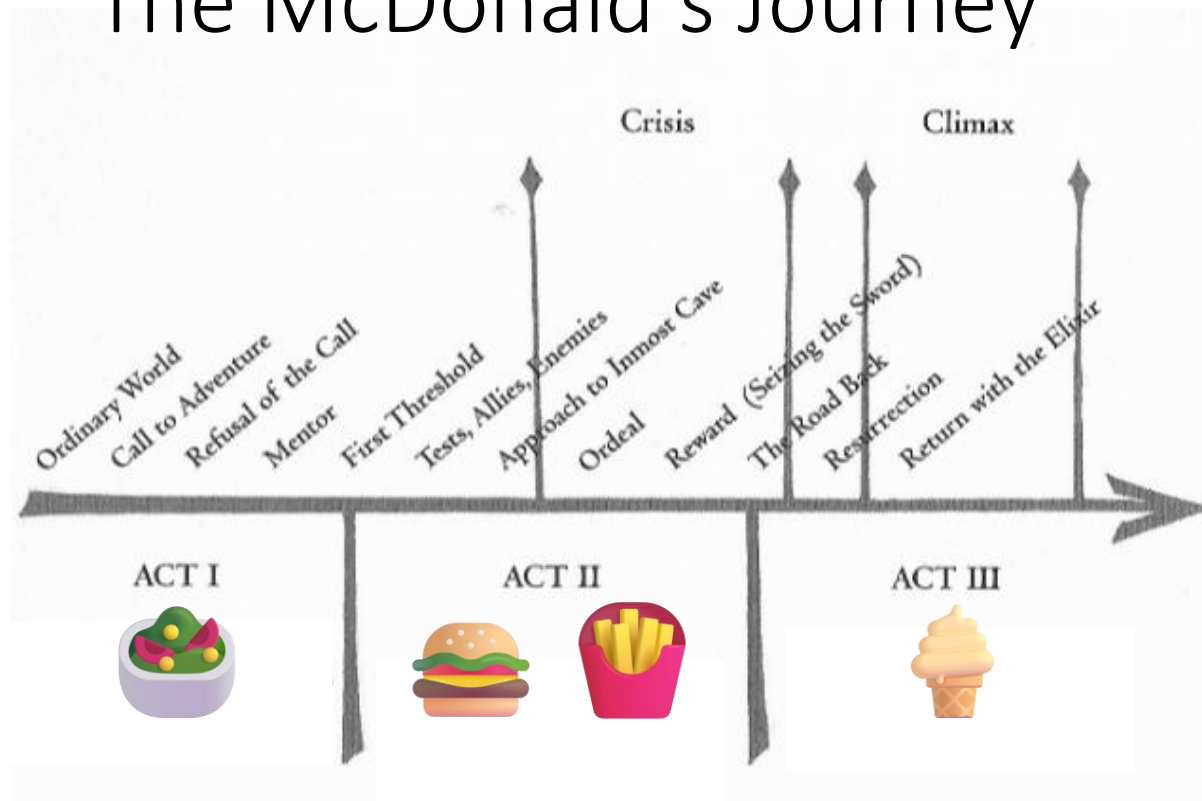 The McDonald's Journey
Crisis
Climax
Ordinary World
Call to Adventure
Refusal of the Call
Mentor
First Threshold
Tests, Allies, Enemies
Approach to Inmost Cave
Ordeal
Reward (Seizing the Sword)
The Road Back
Resurrection
Return with the Elixir
ACT I
ACT II
ACT III